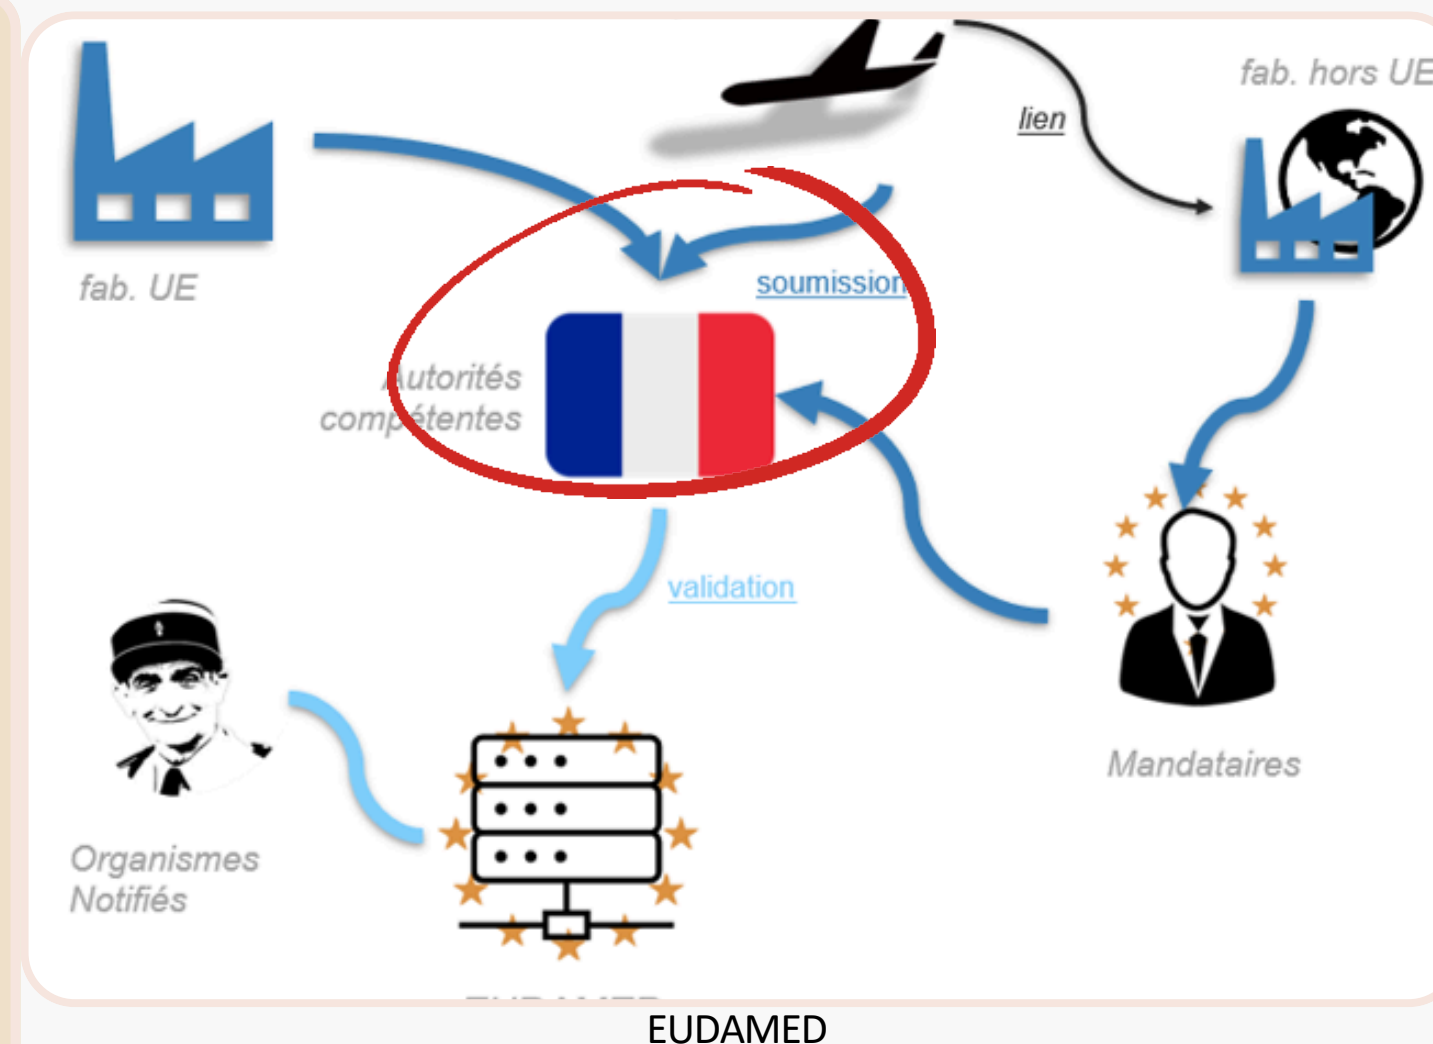 fab. hors UE
lien
fab. UE
soumission
Autorités
compétentes
validation
Mandataires
Organismes
Notifiés
EUDAMED